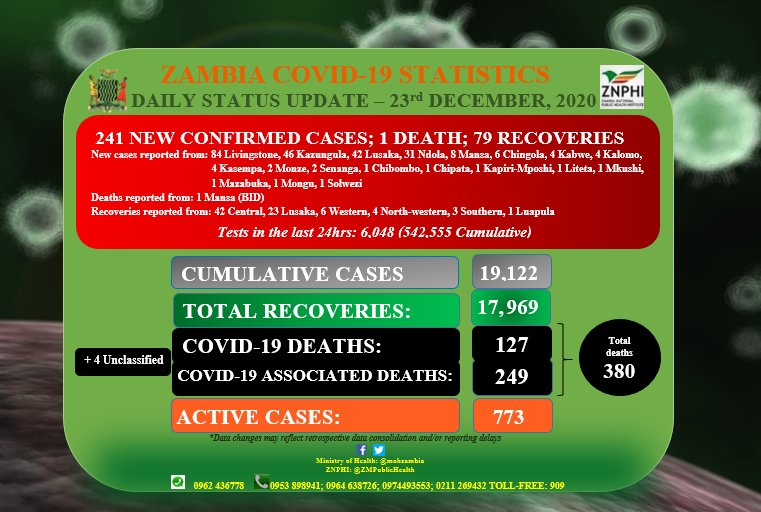 ZAMBIA COVID-19 STATISTICS
DAILY STATUS UPDATE – 23rd DECEMBER, 2020
ZNPHI
ZAMBIA NATIONAL
PUBLIC HEALTH INSTITUTE
241 NEW CONFIRMED CASES; 1 DEATH; 79 RECOVERIES
New cases reported from: 84 Livingstone, 46 Kazungula, 42 Lusaka, 31 Ndola, 8 Mansa, 6 Chingola, 4 Kabwe, 4 Kalomo,
4 Kasempa, 2 Monze, 2 Senanga, 1 Chibombo, 1 Chipata, 1 Kapiri-Mposhi, 1 Liteta, 1 Mkushi,
1 Mazabuka, 1 Mongu, 1 Solwezi
Deaths reported from: 1 Mansa (BID)
Recoveries reported from: 42 Central, 23 Lusaka, 6 Western, 4 North-western, 3 Southern, 1 Luapula
Tests in the last 24hrs: 6,048 (542,555 Cumulative)
CUMULATIVE CASES 19,122
TOTAL RECOVERIES: 17,969
COVID-19 DEATHS: 127
+ 4 Unclassified
COVID-19 ASSOCIATED DEATHS: 249
Total
deaths
380
ACTIVE CASES: 773
*Data changes may reflect retrospective data consolidation and/or reporting delays
Ministry of Health: @mohzambia
ZNPHI: @ZMPublicHealth
0962 436778 0953 898941; 0964 638726; 0974493553; 0211 269432 TOLL-FREE: 909